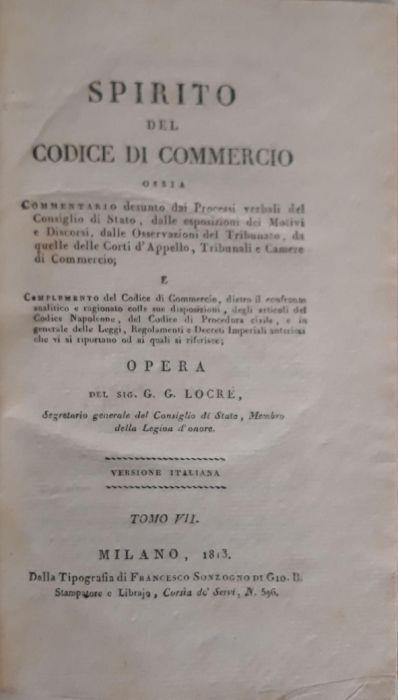 SPIRITO
DEL
CODICE DI COMMERCIO
OSSIA
COMMENTARIO desunto dai Processi verbali del
Consiglio di Stato, dalle esposizioni dei Motivi
e Discorsi, dalle Osservazioni del Tribunato, da
quelle delle Corti d'Appello, Tribunali e Camere
di Commercio;
E
COMPLEMENTO del Codice di Commercio, dietro il confronto
analitico e ragionato colle sue disposizioni, degli articoli del
Codice Napoleone, del Codice di Procedura civile, e in
generale delle Leggi, Regolamenti e Decreti Imperiali anteriori
che vi si riportano od ai quali si riferisce;
OPERA
DEL SIG. G. G. LOCRÉ,
Segretario generale del Consiglio di Stato, Membro
della Legion d'onore.
VERSIONE ITALIANA
TOMO VII.
MILANO, 1813.
Dalla Tipografia di FRANCESCO SONZOGNO DI GIO. B.
Stampatore e Librajo, Corsia de' Servi, N. 596.